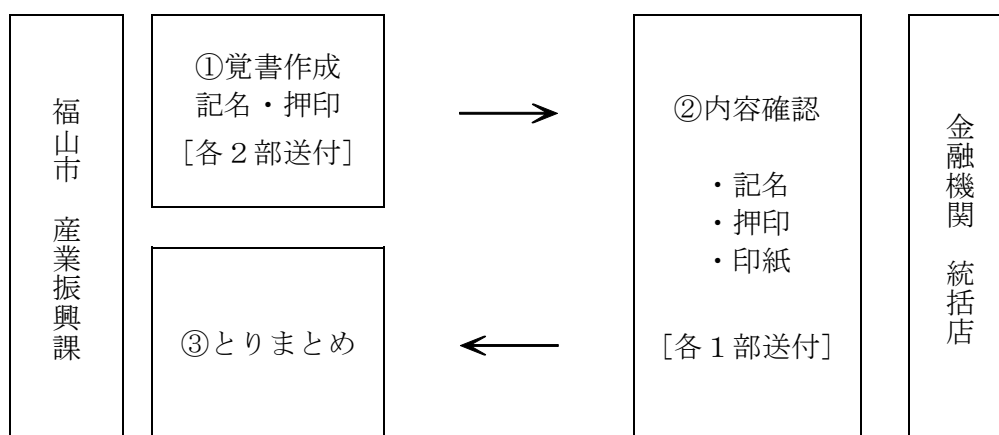 福山市　産業振興課
①覚書作成
記名・押印
［各２部送付］
②内容確認
・記名
・押印
・印紙
［各１部送付］
③とりまとめ
金融機関　統括店